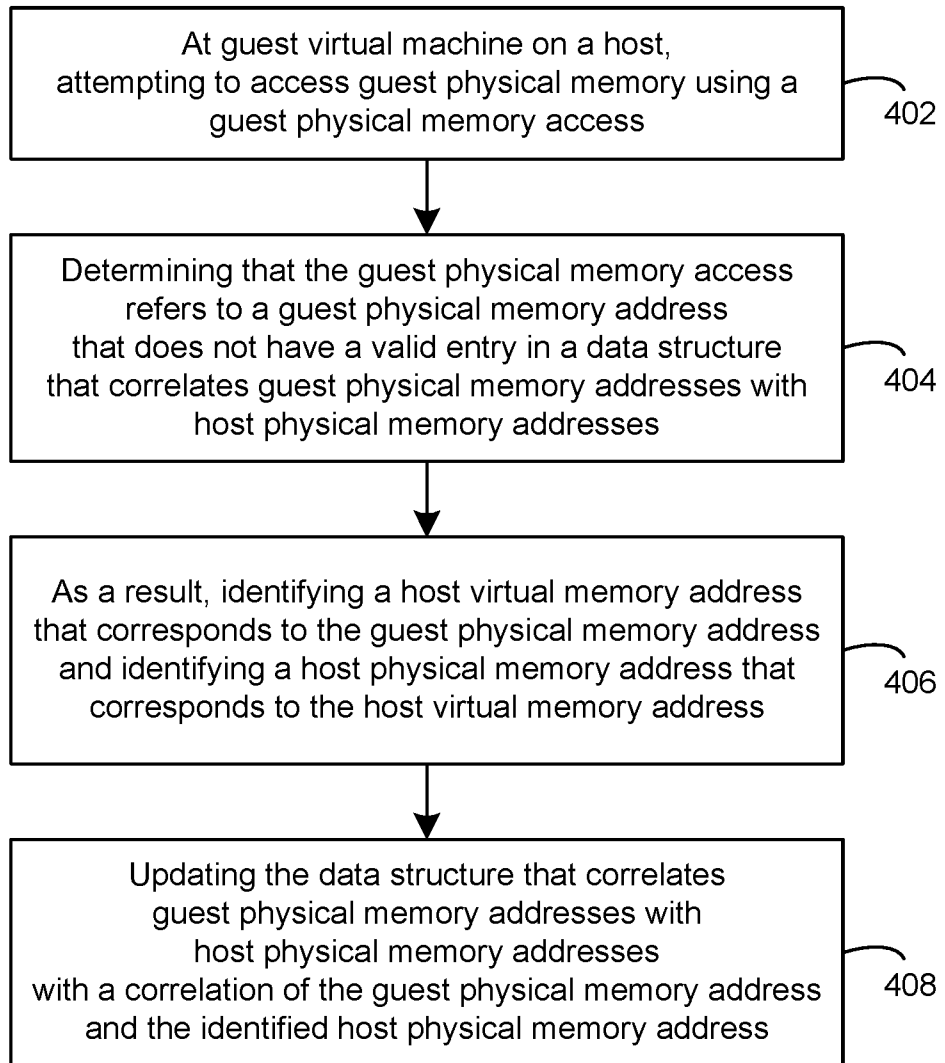 At guest virtual machine on a host,
attempting to access guest physical memory using a
guest physical memory access
402
Determining that the guest physical memory access
refers to a guest physical memory address
that does not have a valid entry in a data structure
that correlates guest physical memory addresses with
host physical memory addresses
404
As a result, identifying a host virtual memory address
that corresponds to the guest physical memory address
and identifying a host physical memory address that
corresponds to the host virtual memory address
406
Updating the data structure that correlates
guest physical memory addresses with
host physical memory addresses
with a correlation of the guest physical memory address
and the identified host physical memory address
408